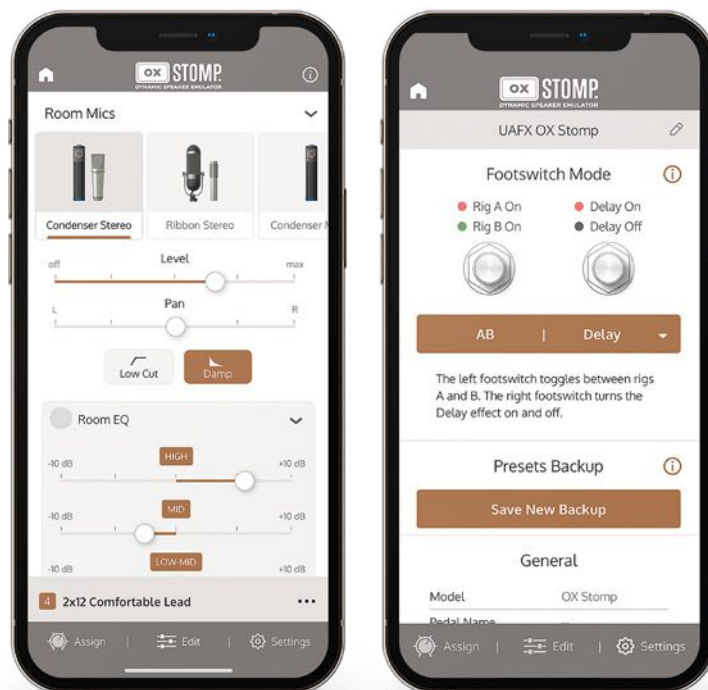 OX STOMP
DYNAMIC SPEAKER EMULATOR
Room Mics
Condenser Stereo
Ribbon Stereo
Condenser
Level
off
max
Pan
L
R
Low Cut
Damp
Room EQ
HIGH
-10 dB
+10 dB
MID
-10 dB
+10 dB
LOW-MID
-10 dB
+10 dB
4 2x12 Comfortable Lead
Assign | Edit | Settings
OX STOMP
DYNAMIC SPEAKER EMULATOR
UAFX OX Stomp
Footswitch Mode
Rig A On
Delay On
Rig B On
Delay Off
AB | Delay
The left footswitch toggles between rigs
A and B. The right footswitch turns the
Delay effect on and off.
Presets Backup
Save New Backup
General
Model OX Stomp
Pedal Name
Assign | Edit | Settings